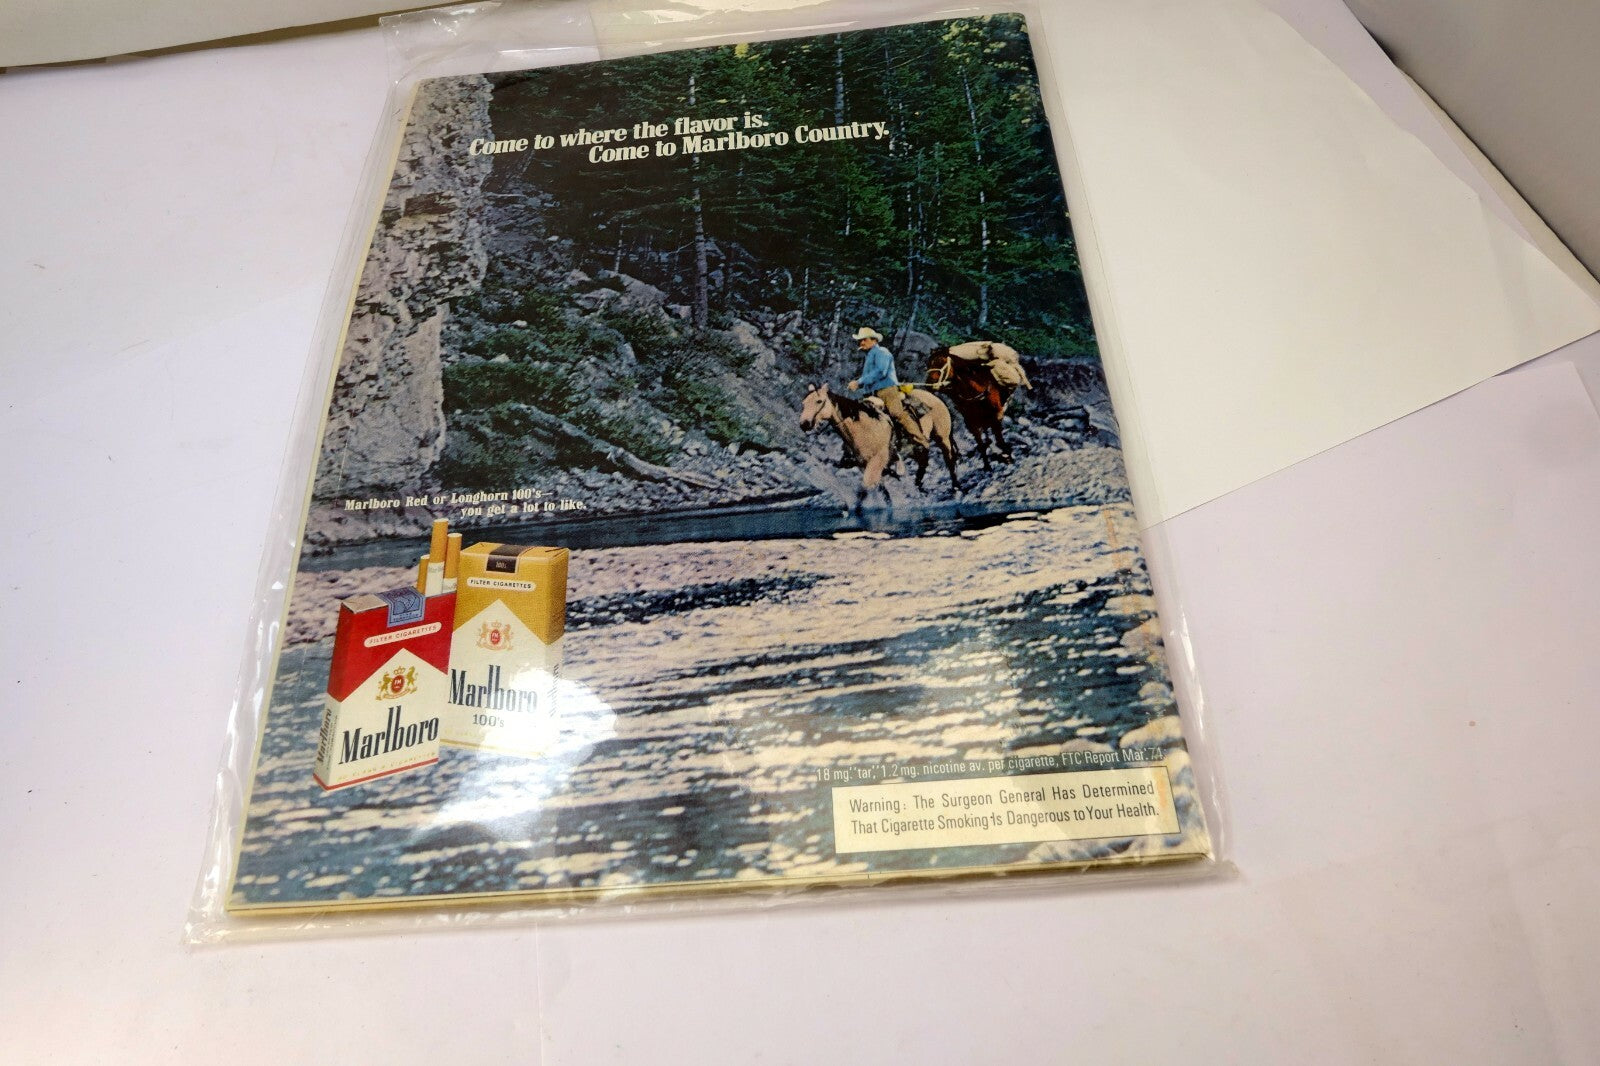 Come to where the flavor is.
Come to Marlboro Country.
Marlboro Red or Longhorn 100's—
you get a lot to like.
100's
FILTER CIGARETTES
FILTER CIGARETTES
Marlboro
100's
Marlboro
Marlboro
18 mg. "tar," 1.2 mg. nicotine av. per cigarette, FTC Report Mar. '74
Warning: The Surgeon General Has Determined
That Cigarette Smoking Is Dangerous to Your Health.